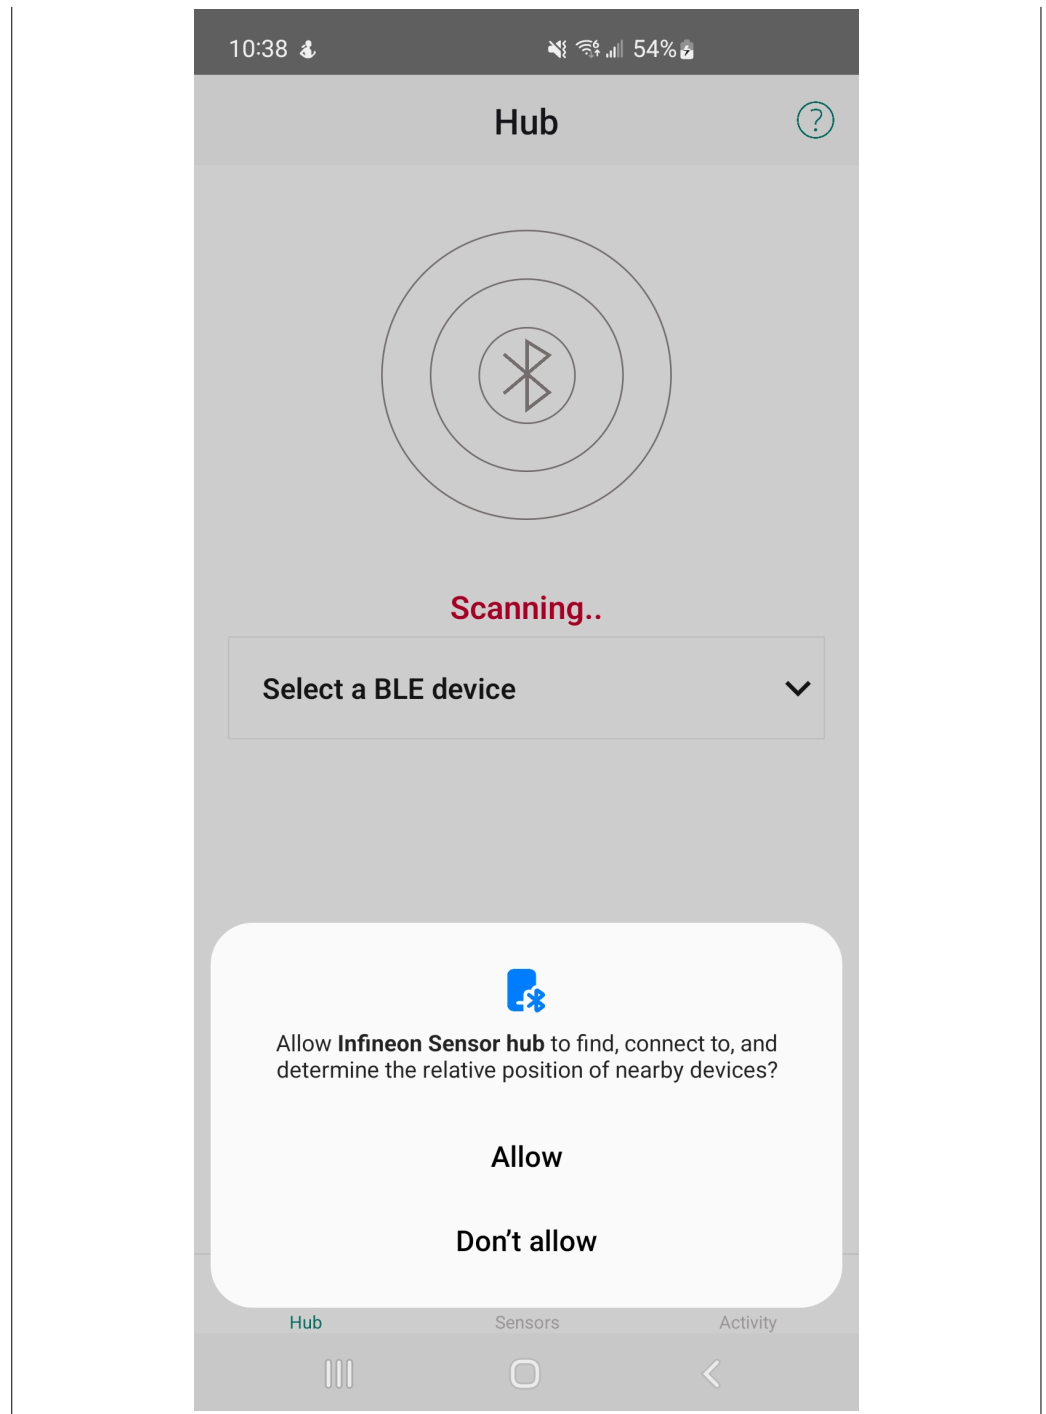 10:38 54%
Hub
Scanning..
Select a BLE device
Allow Infineon Sensor hub to find, connect to, and
determine the relative position of nearby devices?
Allow
Don’t allow
Hub Sensors Activity